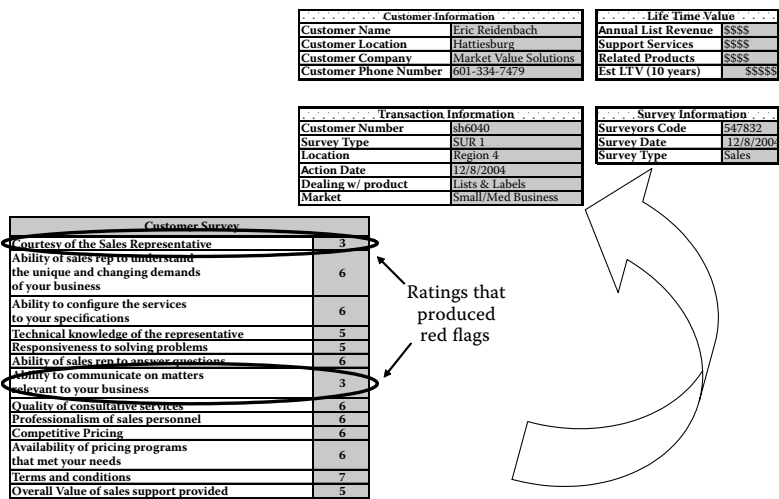 Customer Information
Customer Name Eric Reidenbach
Customer Location Hattiesburg
Customer Company Market Value Solutions
Customer Phone Number 601-334-7479
Life Time Value
Annual List Revenue $$$$
Support Services $$$$
Related Products $$$$
Est LTV (10 years) $$$$$
Transaction Information
Customer Number sh6040
Survey Type SUR 1
Location Region 4
Action Date 12/8/2004
Dealing w/ product Lists & Labels
Market Small/Med Business
Survey Information
Surveyors Code 547832
Survey Date 12/8/2004
Survey Type Sales
Customer Survey
Courtesy of the Sales Representative 3
Ability of sales rep to understand
the unique and changing demands 6
of your business
Ability to configure the services 6
to your specifications
Technical knowledge of the representative 5
Responsiveness to solving problems 5
Ability of sales rep to answer questions 6
Ability to communicate on matters 3
relevant to your business
Quality of consultative services 6
Professionalism of sales personnel 6
Competitive Pricing 6
Availability of pricing programs 6
that met your needs
Terms and conditions 7
Overall Value of sales support provided 5
Ratings that
produced
red flags